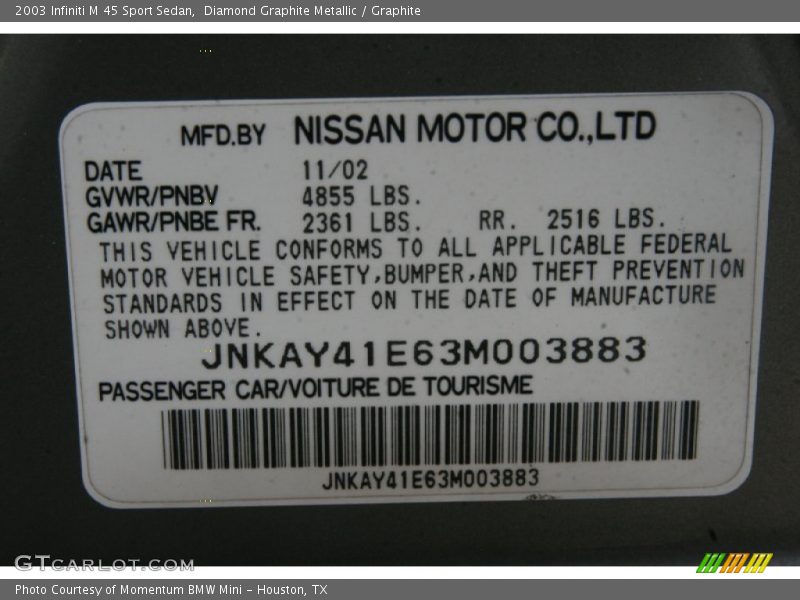 2003 Infiniti M 45 Sport Sedan, Diamond Graphite Metallic / Graphite
MFD.BY NISSAN MOTOR CO.,LTD
DATE 11/02
GVWR/PNBV 4855 LBS.
GAWR/PNBE FR. 2361 LBS. RR. 2516 LBS.
THIS VEHICLE CONFORMS TO ALL APPLICABLE FEDERAL
MOTOR VEHICLE SAFETY,BUMPER,AND THEFT PREVENTION
STANDARDS IN EFFECT ON THE DATE OF MANUFACTURE
SHOWN ABOVE.
JNKAY41E63M003883
PASSENGER CAR/VOITURE DE TOURISME
JNKAY41E63M003883
GTCARLOT.COM
Photo Courtesy of Momentum BMW Mini - Houston, TX